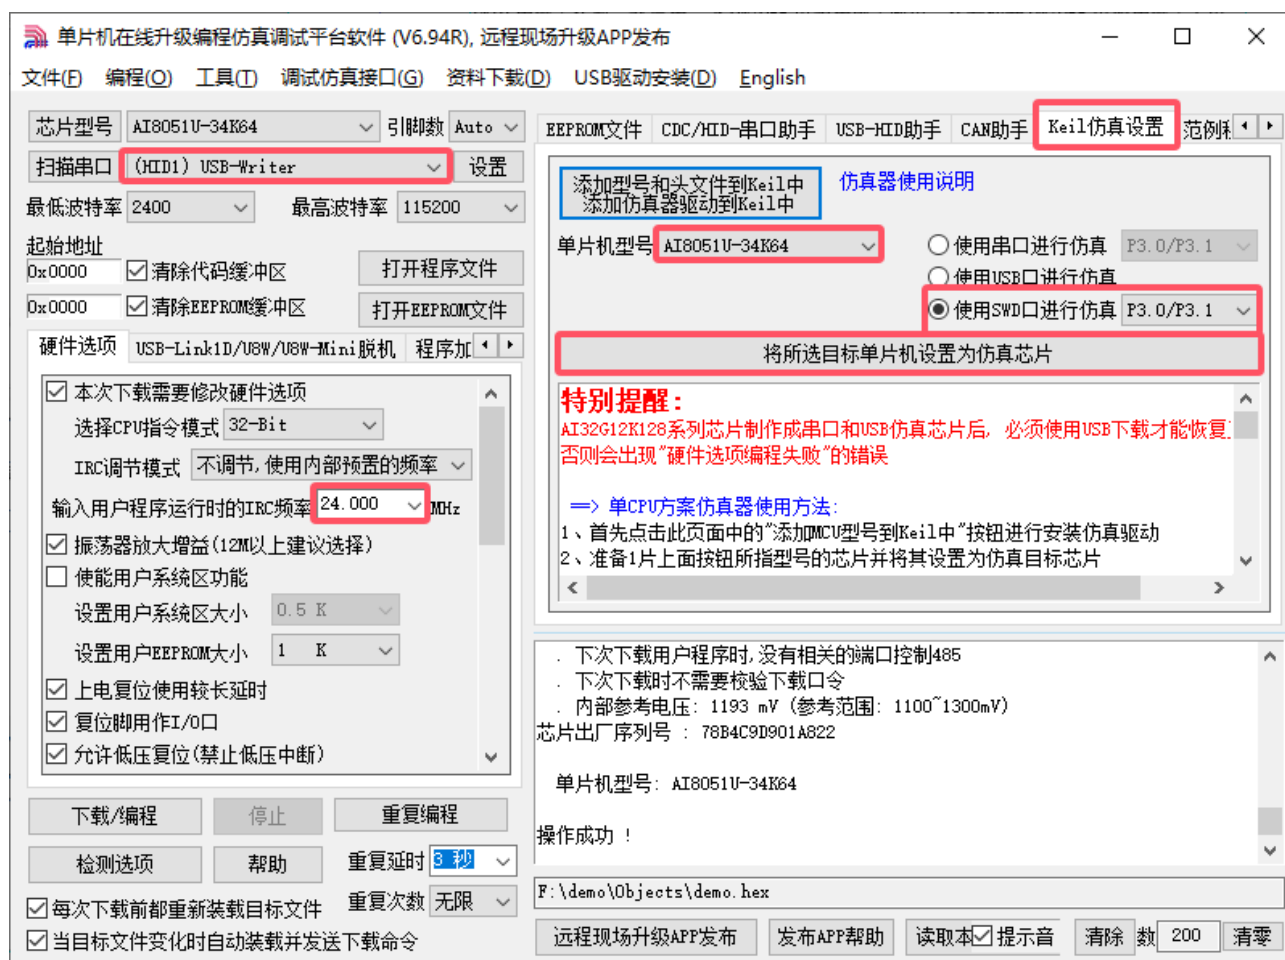 单片机在线升级编程仿真调试平台软件 (V6.94R), 远程现场升级APP发布
文件(F) 编程(O) 工具(T) 调试仿真接口(G) 资料下载(D) USB驱动安装(D) English
芯片型号 AI8051U-34K64 引脚数 Auto
扫描串口 (HID1) USB-Writer 设置
最低波特率 2400 最高波特率 115200
起始地址
0x0000 清除代码缓冲区 打开程序文件
0x0000 清除EEPROM缓冲区 打开EEPROM文件
硬件选项 USB-Link1D/U8W/U8W-Mini脱机 程序加
本次下载需要修改硬件选项
选择CPU指令模式 32-Bit
IRC调节模式 不调节,使用内部预置的频率
输入用户程序运行时的IRC频率 24.000 MHz
振荡器放大增益(12M以上建议选择)
使能用户系统区功能
设置用户系统区大小 0.5 K
设置用户EEPROM大小 1 K
上电复位使用较长延时
复位脚用作I/O口
允许低压复位(禁止低压中断)
下载/编程 停止 重复编程
检测选项 帮助 重复延时 3 秒
每次下载前都重新装载目标文件 重复次数 无限
当目标文件变化时自动装载并发送下载命令
EEPROM文件 CDC/HID-串口助手 USB-HID助手 CAN助手 Keil仿真设置 范例程
添加型号和头文件到Keil中
添加仿真器驱动到Keil中
仿真器使用说明
单片机型号 AI8051U-34K64
使用串口进行仿真 P3.0/P3.1
使用USB口进行仿真
使用SWD口进行仿真 P3.0/P3.1
将所选目标单片机设置为仿真芯片
特别提醒:
AI32G12K128系列芯片制作成串口和USB仿真芯片后, 必须使用USB下载才能恢复
否则会出现"硬件选项编程失败"的错误
==> 单CPU方案仿真器使用方法:
1、首先点击此页面中的"添加MCU型号到Keil中"按钮进行安装仿真驱动
2、准备1片上面按钮所指型号的芯片并将其设置为仿真目标芯片
. 下次下载用户程序时,没有相关的端口控制485
. 下次下载时不需要校验下载口令
. 内部参考电压: 1193 mV (参考范围: 1100~1300mV)
芯片出厂序列号 : 78B4C9D901A822
单片机型号: AI8051U-34K64
操作成功 !
F:\demo\Objects\demo.hex
远程现场升级APP发布 发布APP帮助 读取本 提示音 清除 数 200 清零